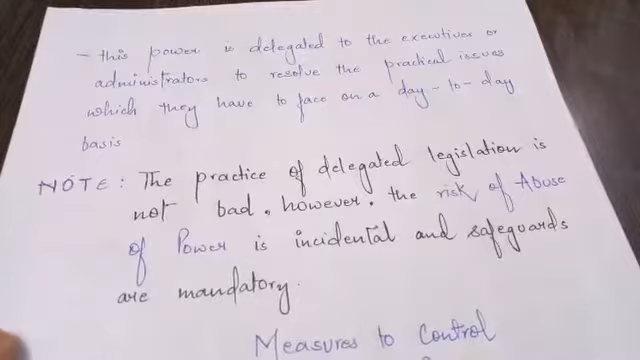 - This power is delegated to the executives or
administrators to resolve the practical issues
which they have to face on a day-to-day
basis
NOTE: The practice of delegated legislation is
not bad, however, the risk of Abuse
of Power is incidental and safeguards
are mandatory.
Measures to Control